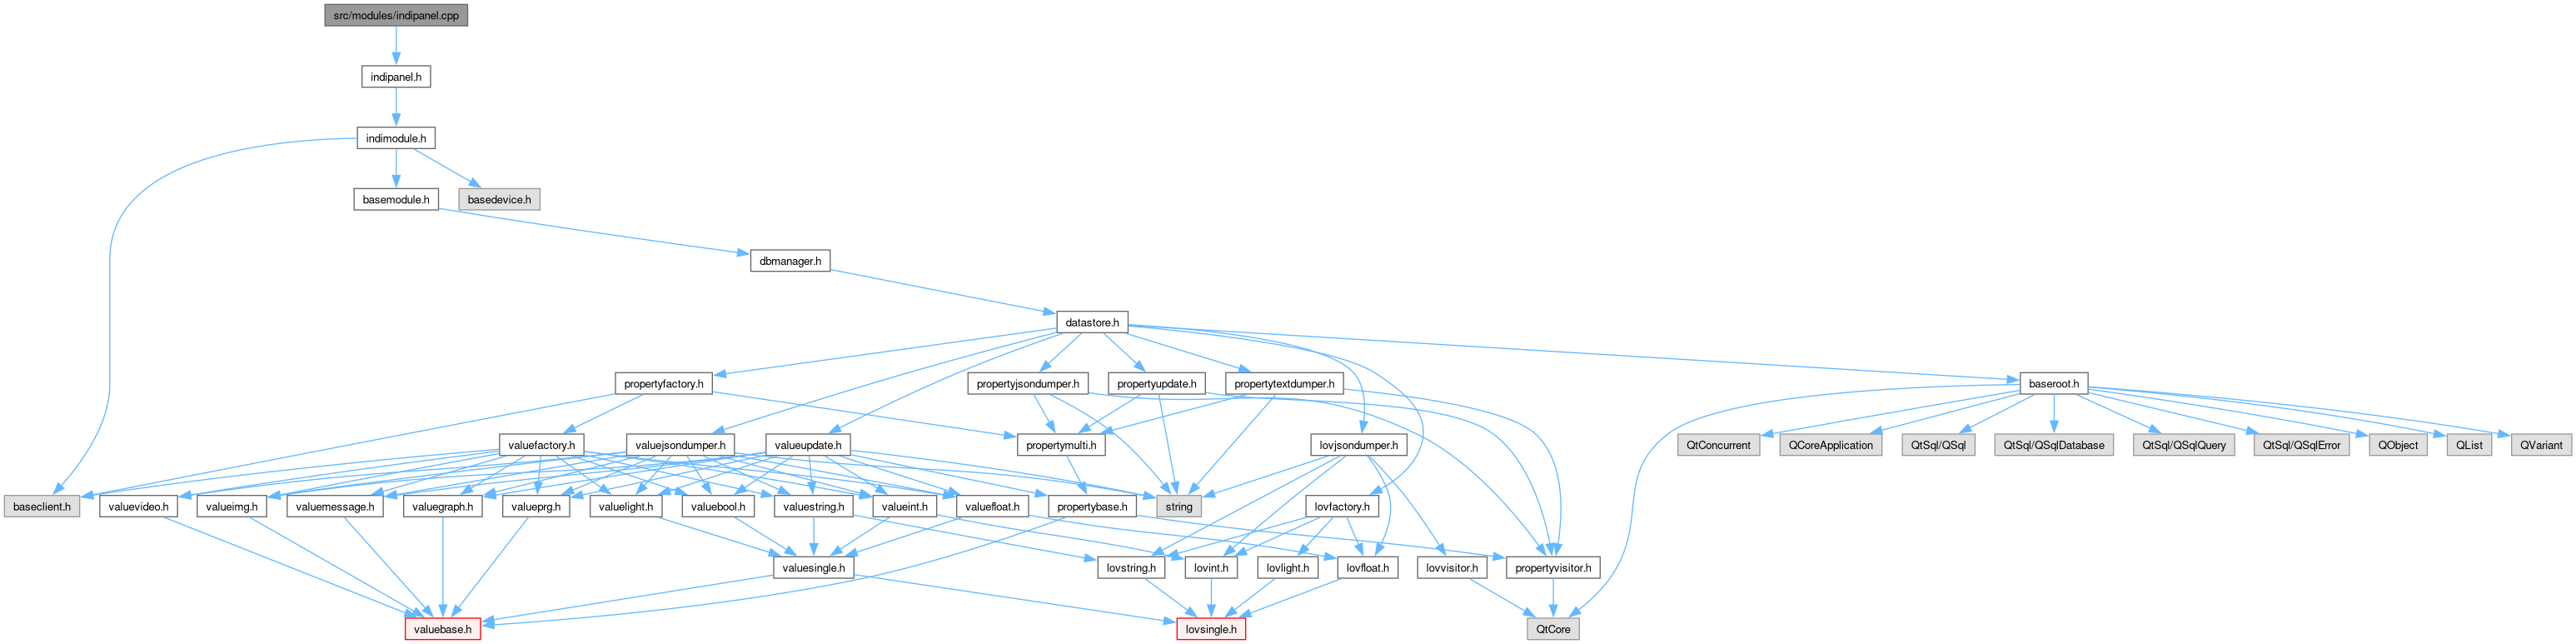 src/modules/indipanel.cpp
indipanel.h
indimodule.h
basemodule.h
basedevice.h
dbmanager.h
datastore.h
propertyfactory.h
propertyjsondumper.h
propertyupdate.h
propertytextdumper.h
baseroot.h
valuefactory.h
valuejsondumper.h
valueupdate.h
propertymulti.h
lovjsondumper.h
QtConcurrent
QCoreApplication
QtSql/QSql
QtSql/QSqlDatabase
QtSql/QSqlQuery
QtSql/QSqlError
QObject
QList
QVariant
baseclient.h
valuevideo.h
valueimg.h
valuemessage.h
valuegraph.h
valueprg.h
valuelight.h
valuebool.h
valuestring.h
valueint.h
valuefloat.h
propertybase.h
string
lovfactory.h
valuesingle.h
lovstring.h
lovint.h
lovlight.h
lovfloat.h
lovvisitor.h
propertyvisitor.h
valuebase.h
lovsingle.h
QtCore